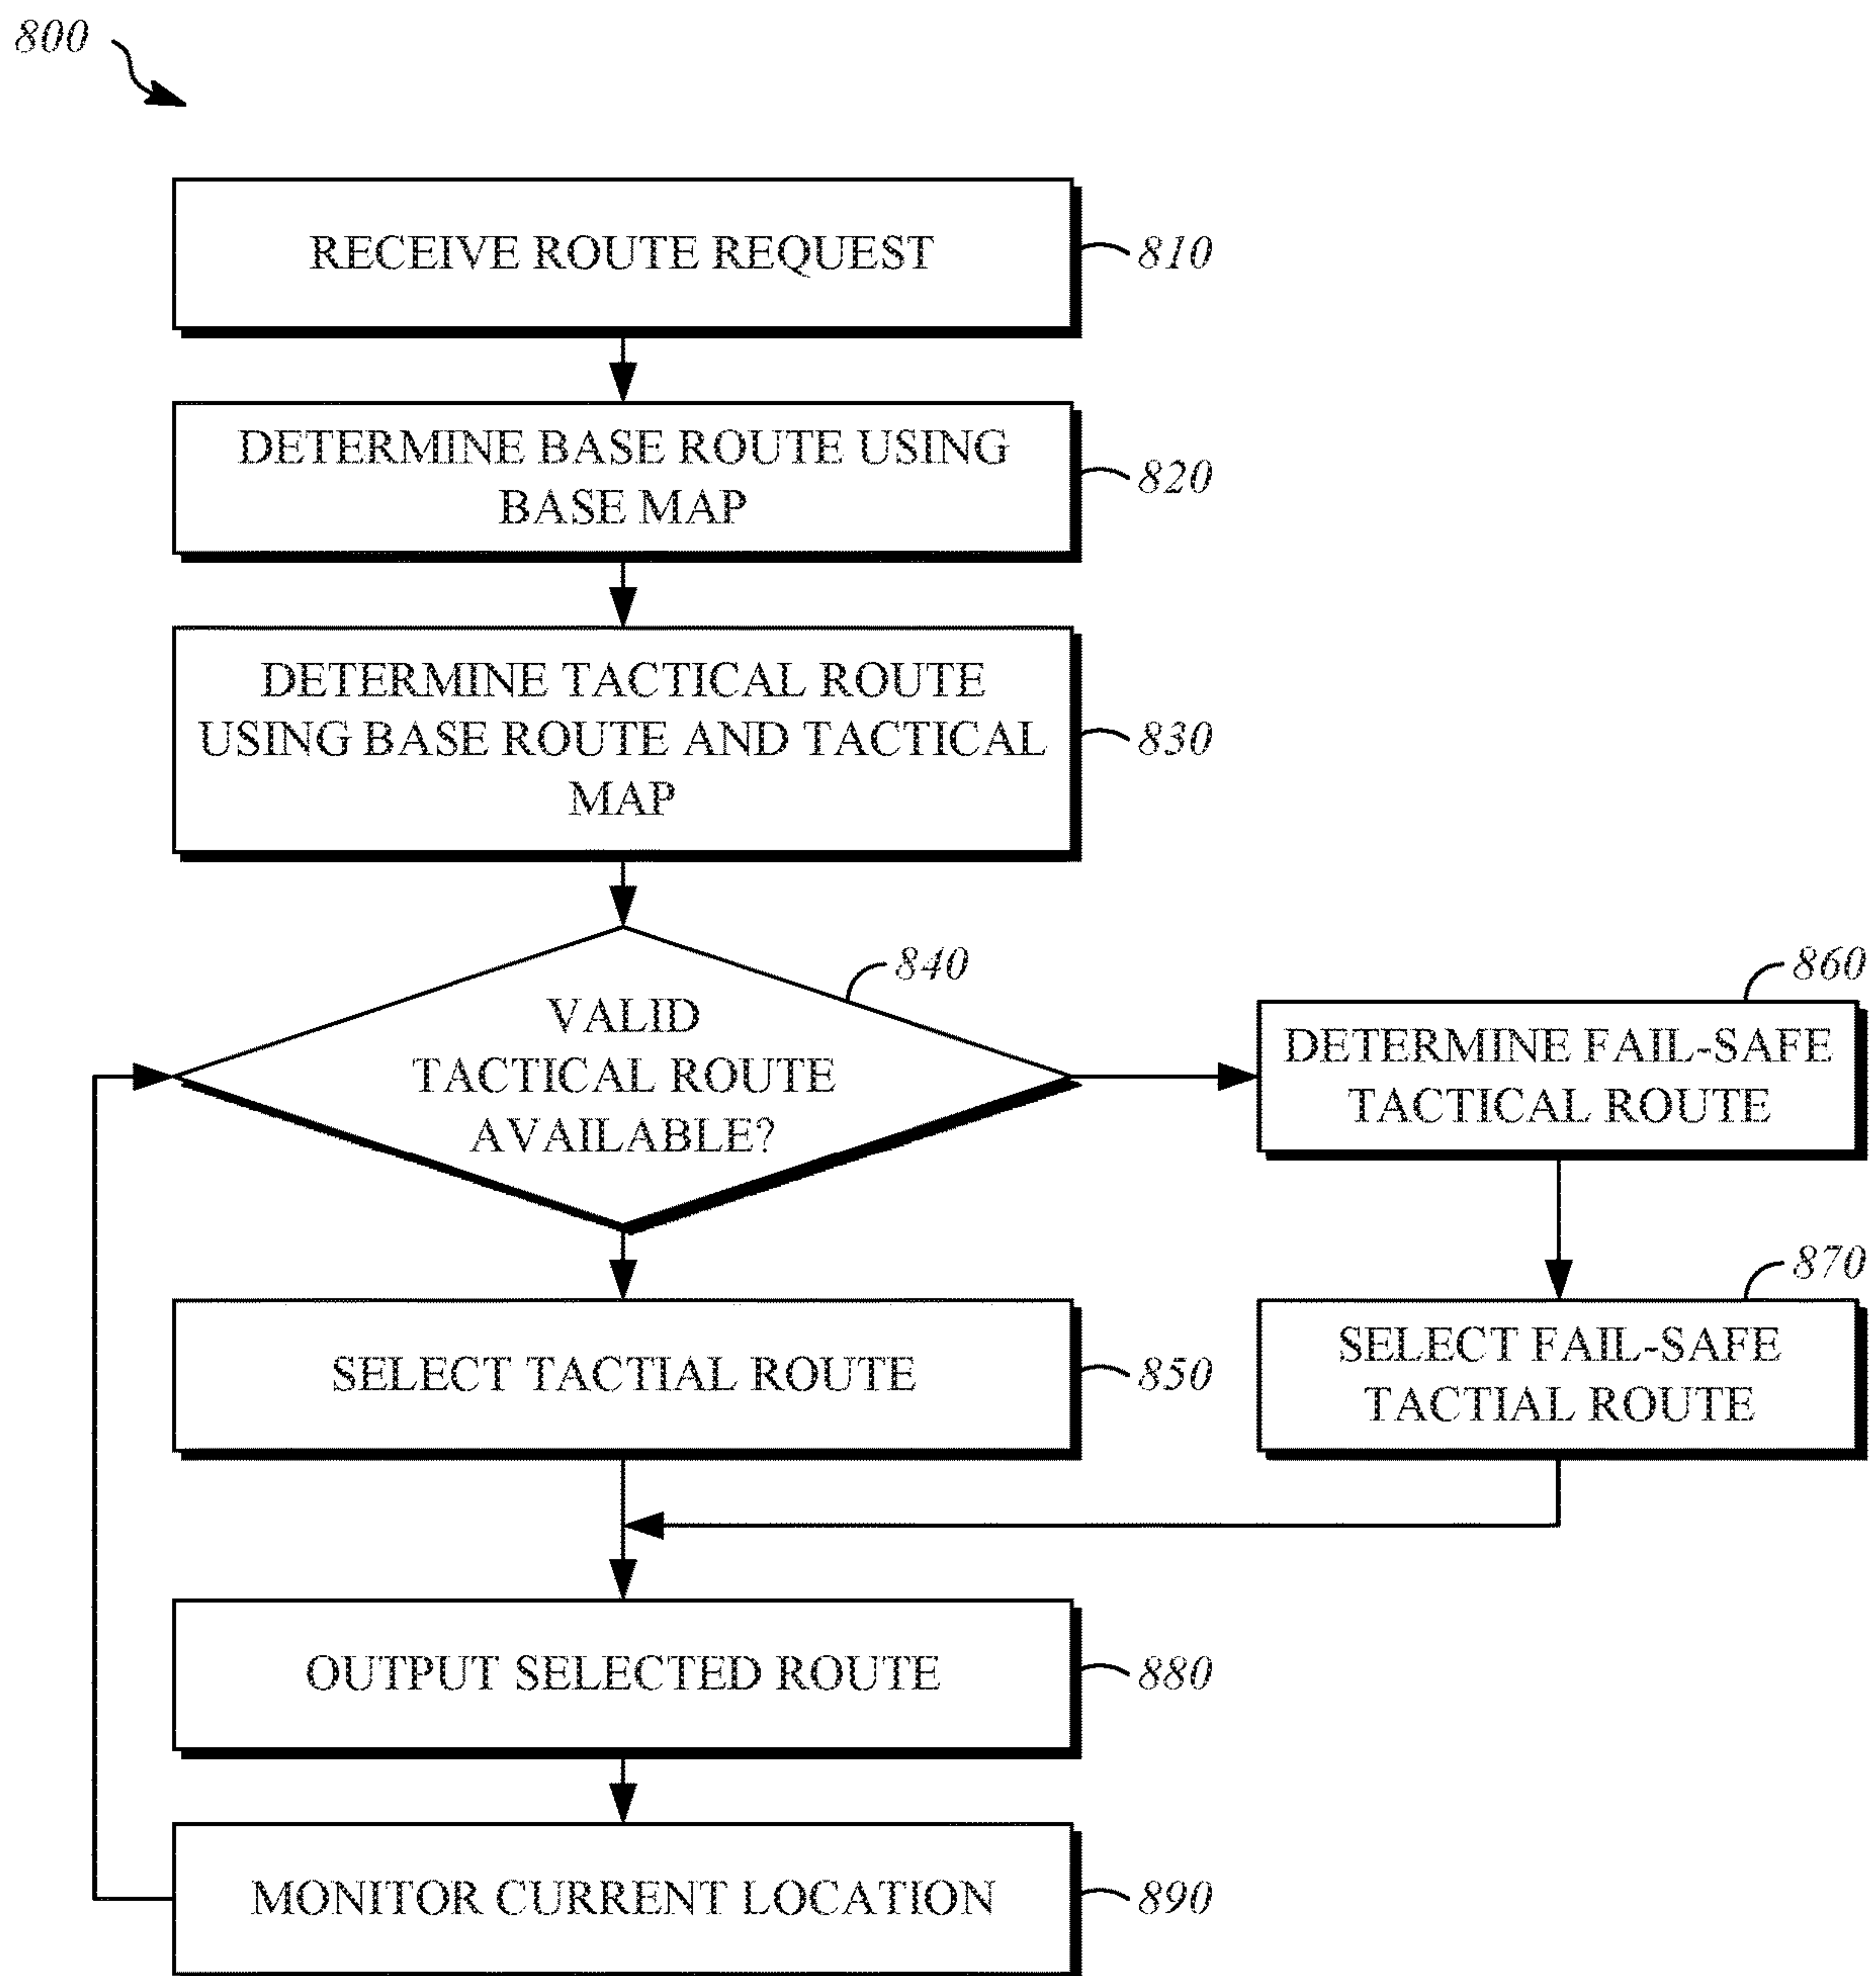 800
RECEIVE ROUTE REQUEST
810
DETERMINE BASE ROUTE USING
BASE MAP
820
DETERMINE TACTICAL ROUTE
USING BASE ROUTE AND TACTICAL
MAP
830
VALID
TACTICAL ROUTE
AVAILABLE?
840
DETERMINE FAIL-SAFE
TACTICAL ROUTE
860
SELECT TACTIAL ROUTE
850
SELECT FAIL-SAFE
TACTIAL ROUTE
870
OUTPUT SELECTED ROUTE
880
MONITOR CURRENT LOCATION
890